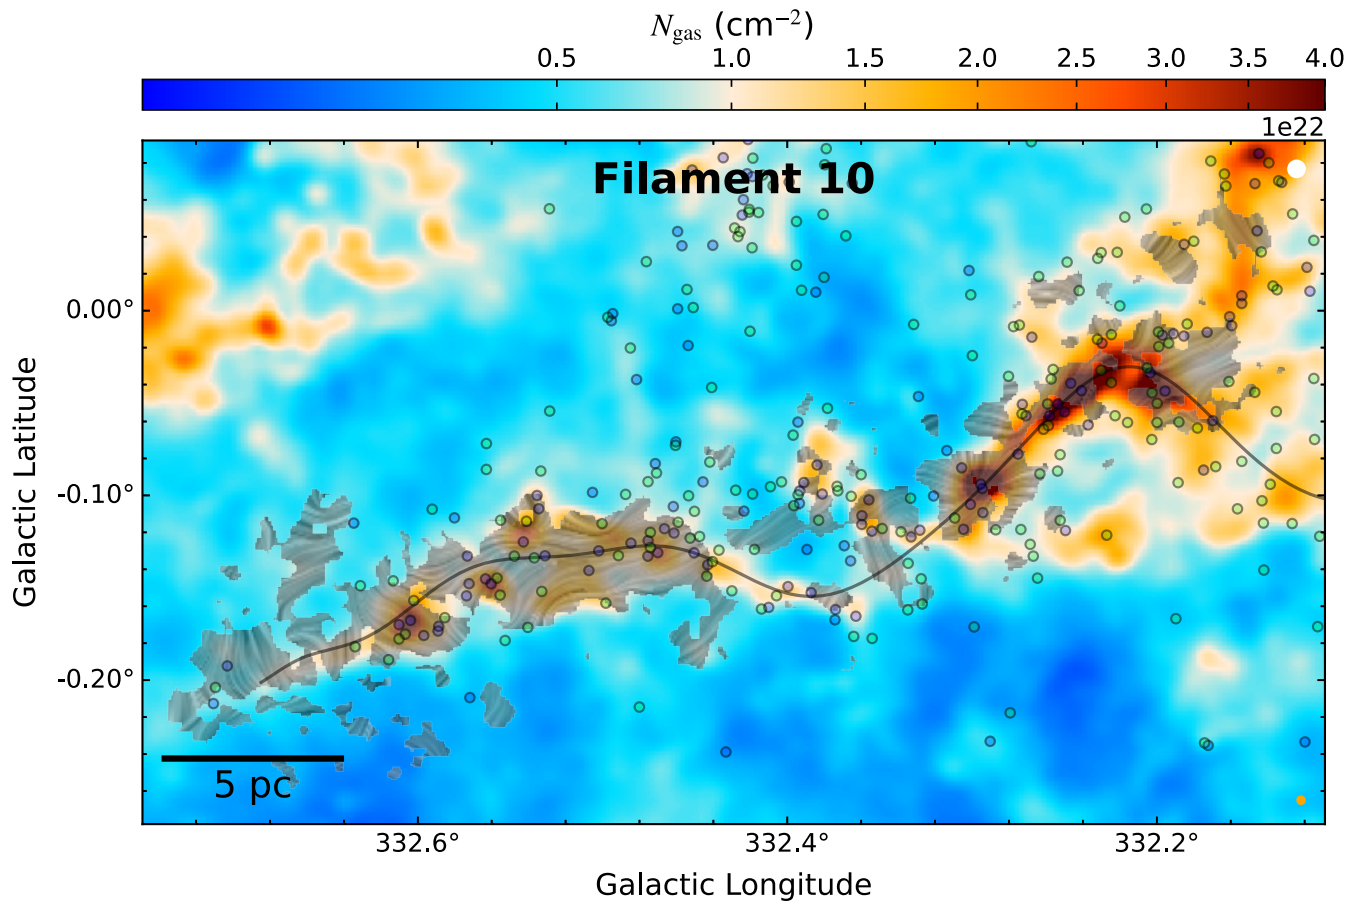 N_gas (cm⁻²)
0.5 1.0 1.5 2.0 2.5 3.0 3.5 4.0
1e22
Filament 10
0.00°
-0.10°
-0.20°
Galactic Latitude
5 pc
332.6° 332.4° 332.2°
Galactic Longitude